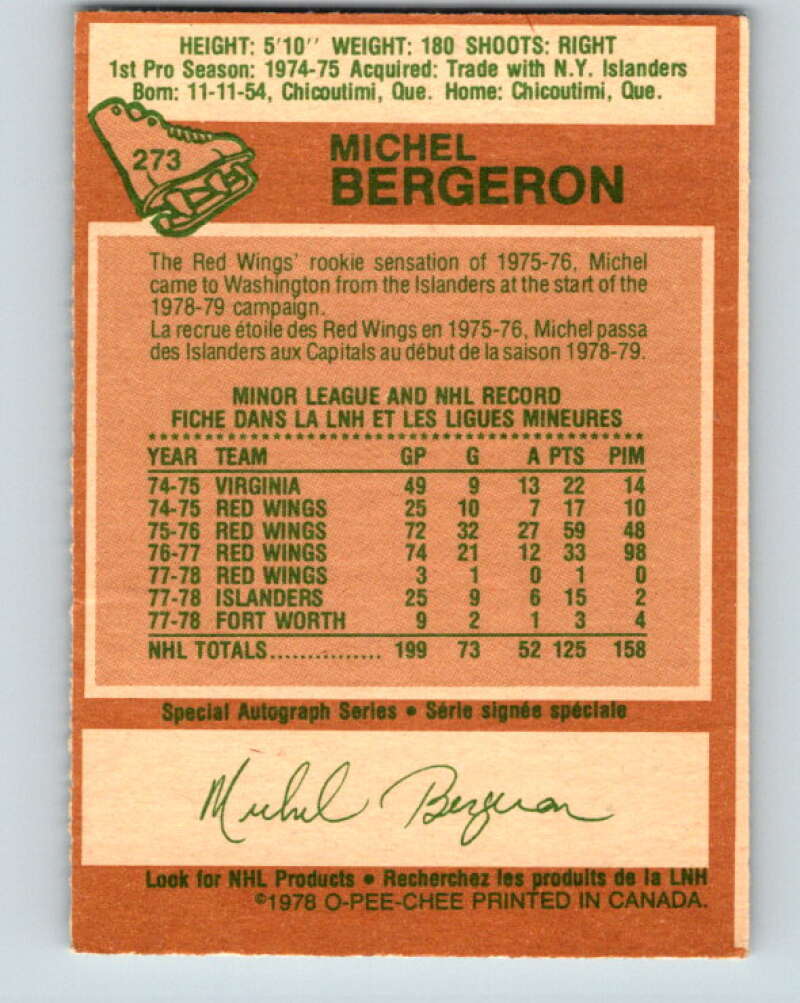 HEIGHT: 5'10'' WEIGHT: 180 SHOOTS: RIGHT
1st Pro Season: 1974-75 Acquired: Trade with N.Y. Islanders
Born: 11-11-54, Chicoutimi, Que. Home: Chicoutimi, Que.
273
MICHEL
BERGERON
The Red Wings' rookie sensation of 1975-76, Michel
came to Washington from the Islanders at the start of the
1978-79 campaign.
La recrue étoile des Red Wings en 1975-76, Michel passa
des Islanders aux Capitals au début de la saison 1978-79.
MINOR LEAGUE AND NHL RECORD
FICHE DANS LA LNH ET LES LIGUES MINEURES
YEAR TEAM GP G A PTS PIM
74-75 VIRGINIA 49 9 13 22 14
74-75 RED WINGS 25 10 7 17 10
75-76 RED WINGS 72 32 27 59 48
76-77 RED WINGS 74 21 12 33 98
77-78 RED WINGS 3 1 0 1 0
77-78 ISLANDERS 25 9 6 15 2
77-78 FORT WORTH 9 2 1 3 4
NHL TOTALS............... 199 73 52 125 158
Special Autograph Series • Série signée spéciale
Michel Bergeron
Look for NHL Products • Recherchez les produits de la LNH
©1978 O-PEE-CHEE PRINTED IN CANADA.